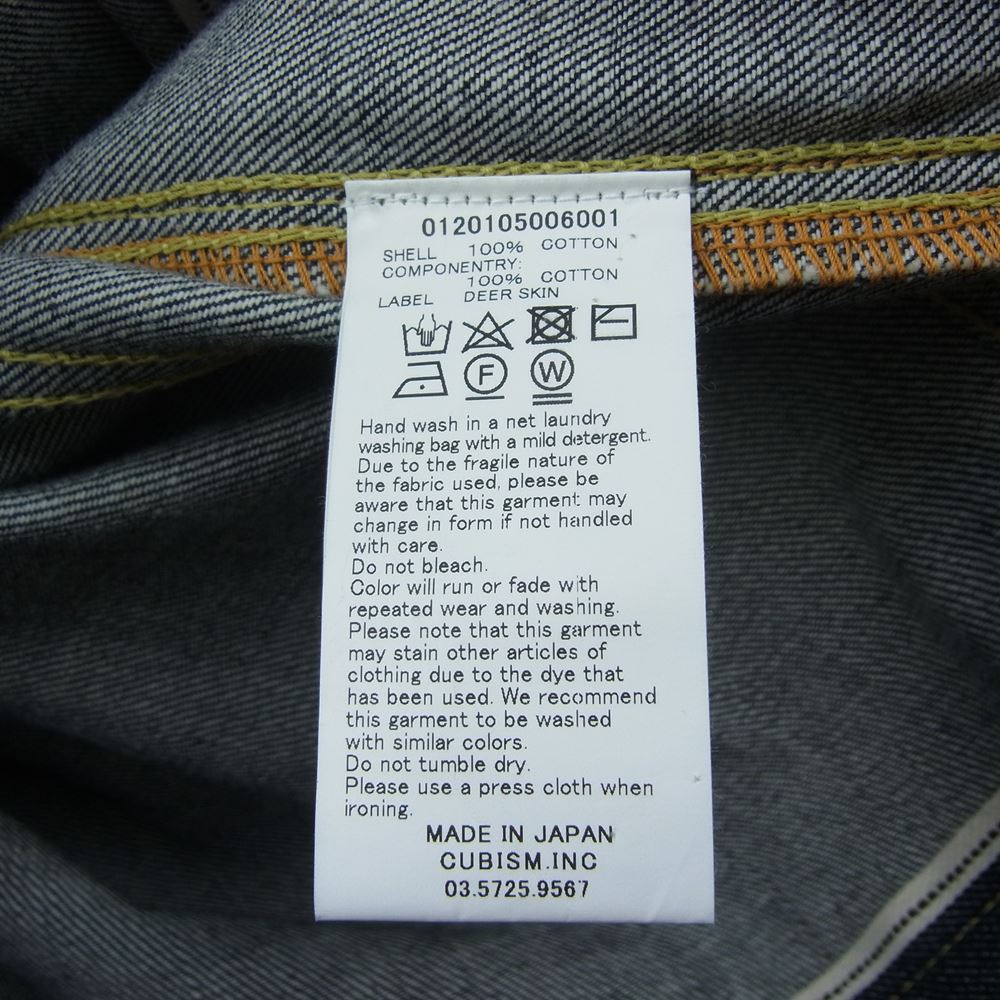 0120105006001
SHELL 100% COTTON
COMPONENTRY:
100% COTTON
LABEL DEER SKIN
F W
Hand wash in a net laundry
washing bag with a mild detergent.
Due to the fragile nature of
the fabric used, please be
aware that this garment may
change in form if not handled
with care.
Do not bleach.
Color will run or fade with
repeated wear and washing.
Please note that this garment
may stain other articles of
clothing due to the dye that
has been used. We recommend
this garment to be washed
with similar colors.
Do not tumble dry.
Please use a press cloth when
ironing.
MADE IN JAPAN
CUBISM.INC
03.5725.9567